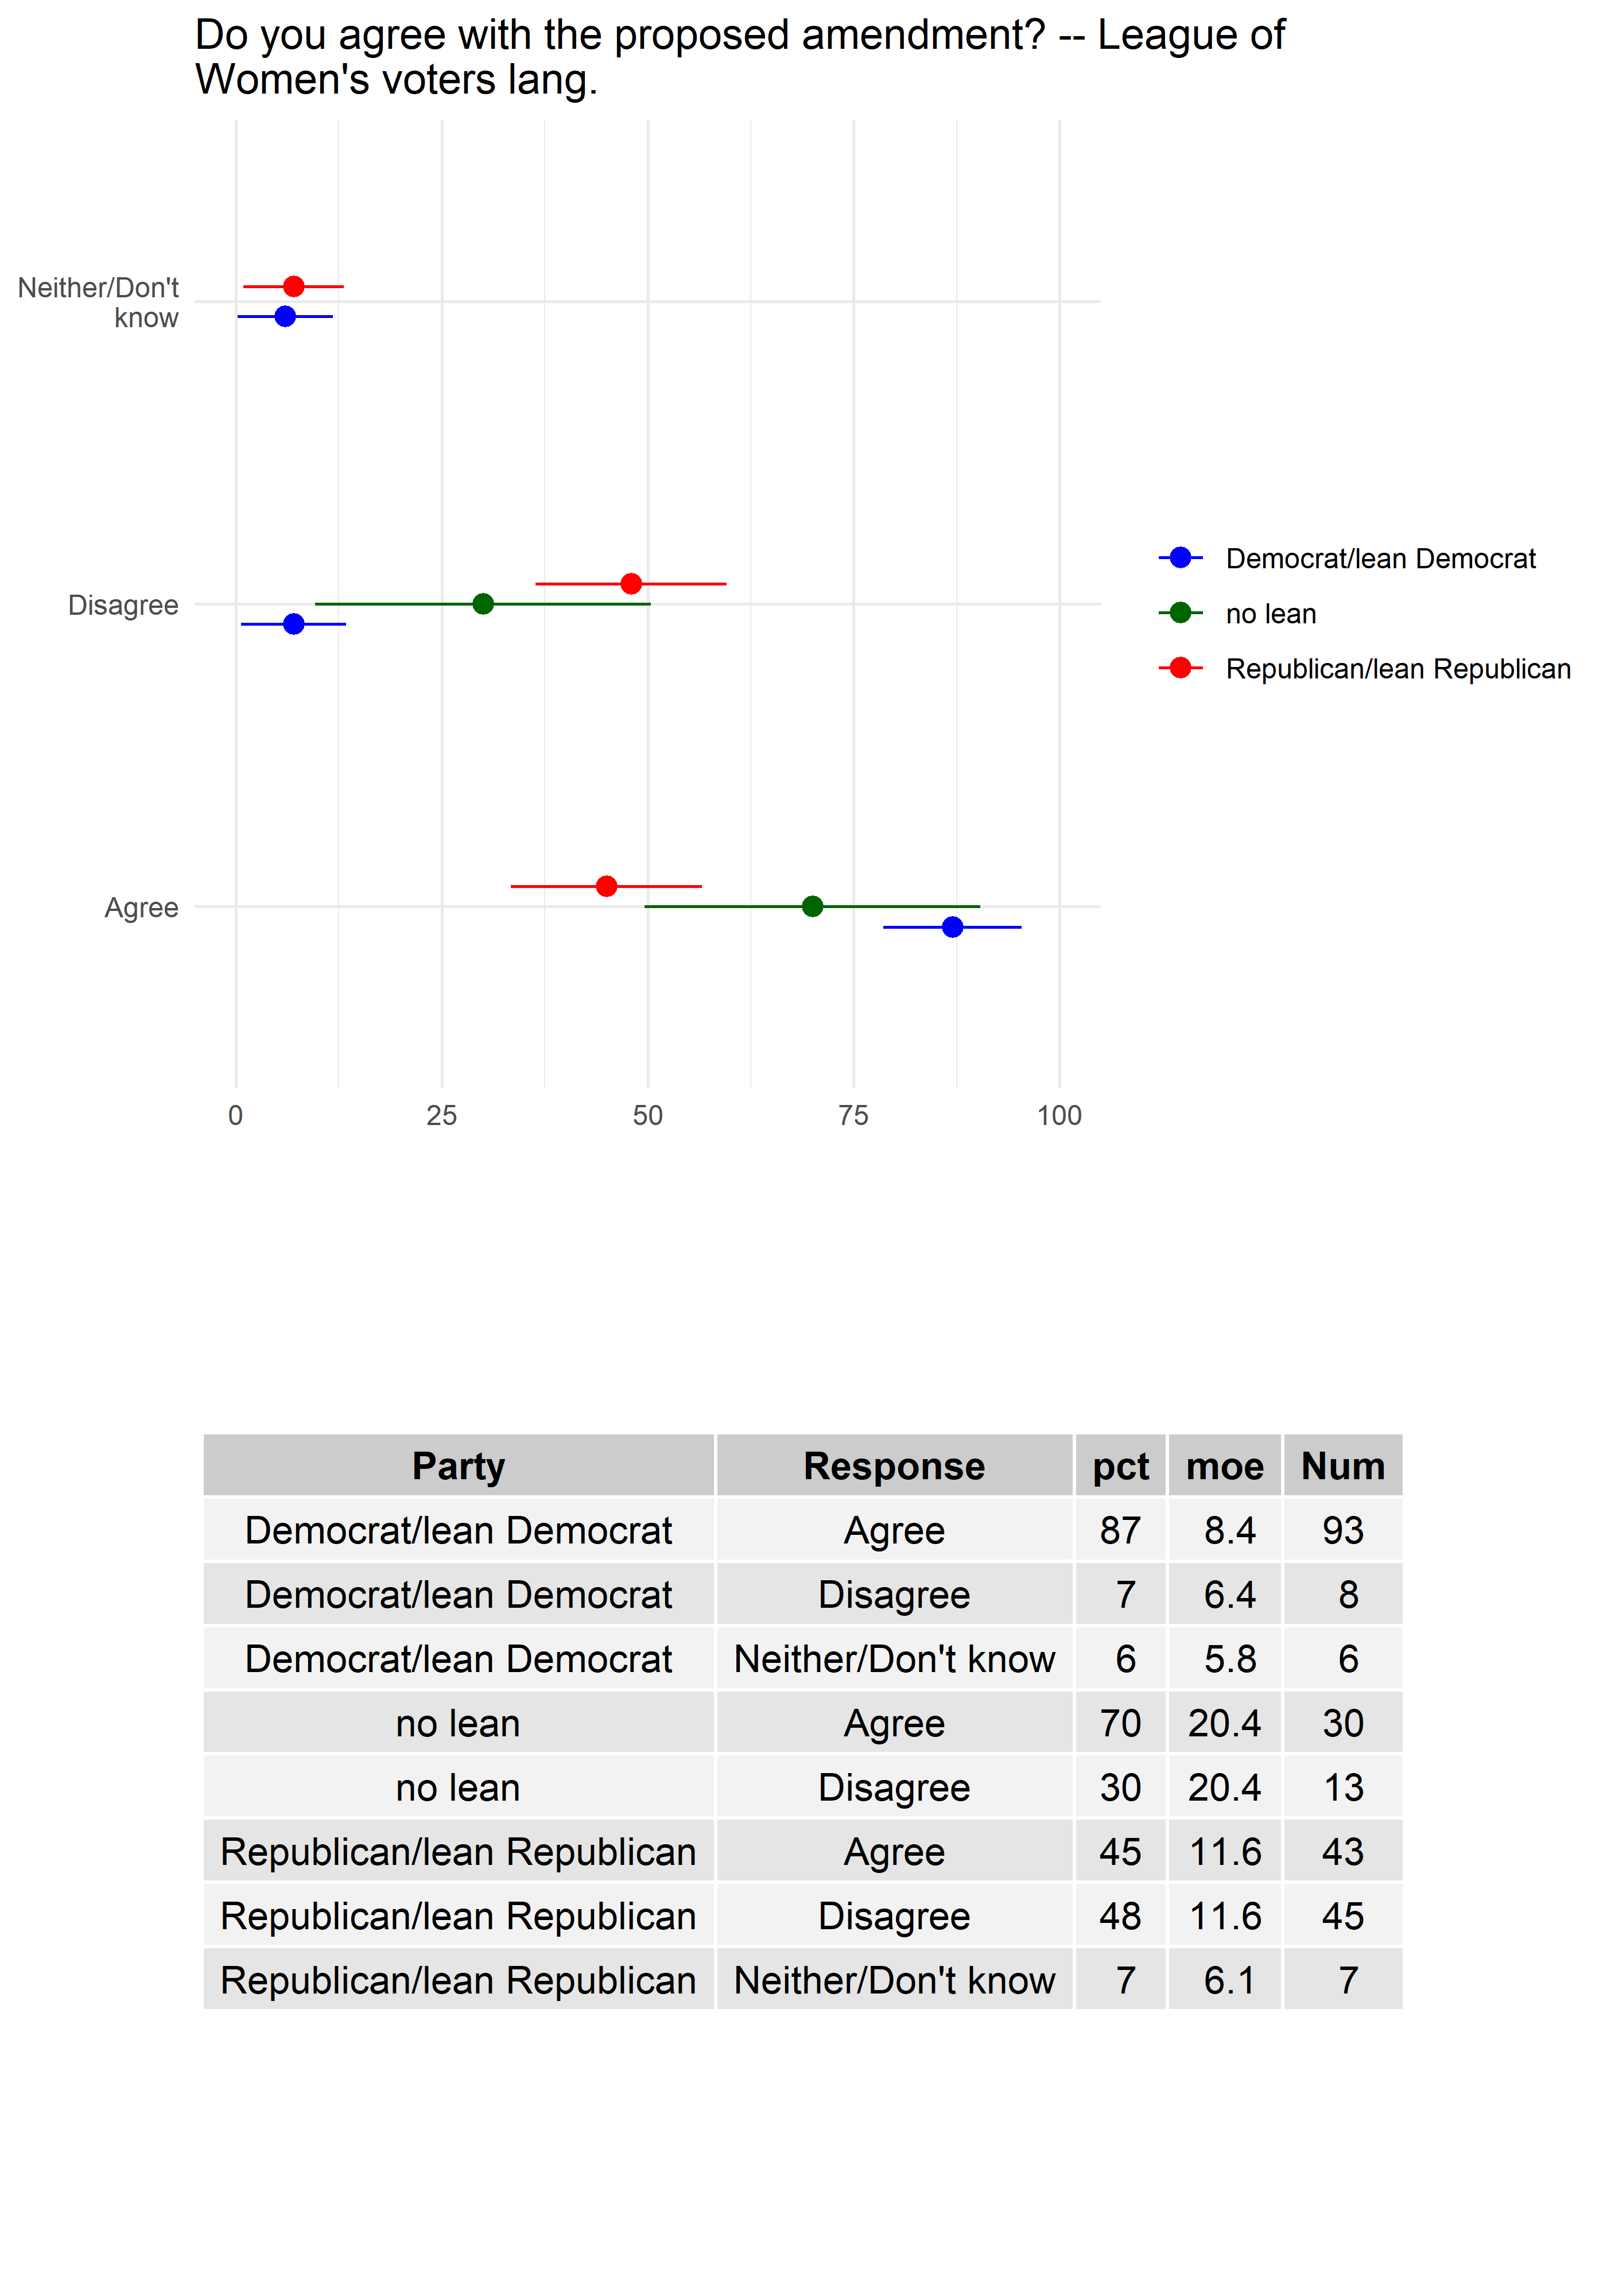 Do you agree with the proposed amendment? -- League of
Women's voters lang.
Neither/Don't
know
Disagree
Agree
0 25 50 75 100
Democrat/lean Democrat
no lean
Republican/lean Republican
Party Response pct moe Num
Democrat/lean Democrat Agree 87 8.4 93
Democrat/lean Democrat Disagree 7 6.4 8
Democrat/lean Democrat Neither/Don't know 6 5.8 6
no lean Agree 70 20.4 30
no lean Disagree 30 20.4 13
Republican/lean Republican Agree 45 11.6 43
Republican/lean Republican Disagree 48 11.6 45
Republican/lean Republican Neither/Don't know 7 6.1 7